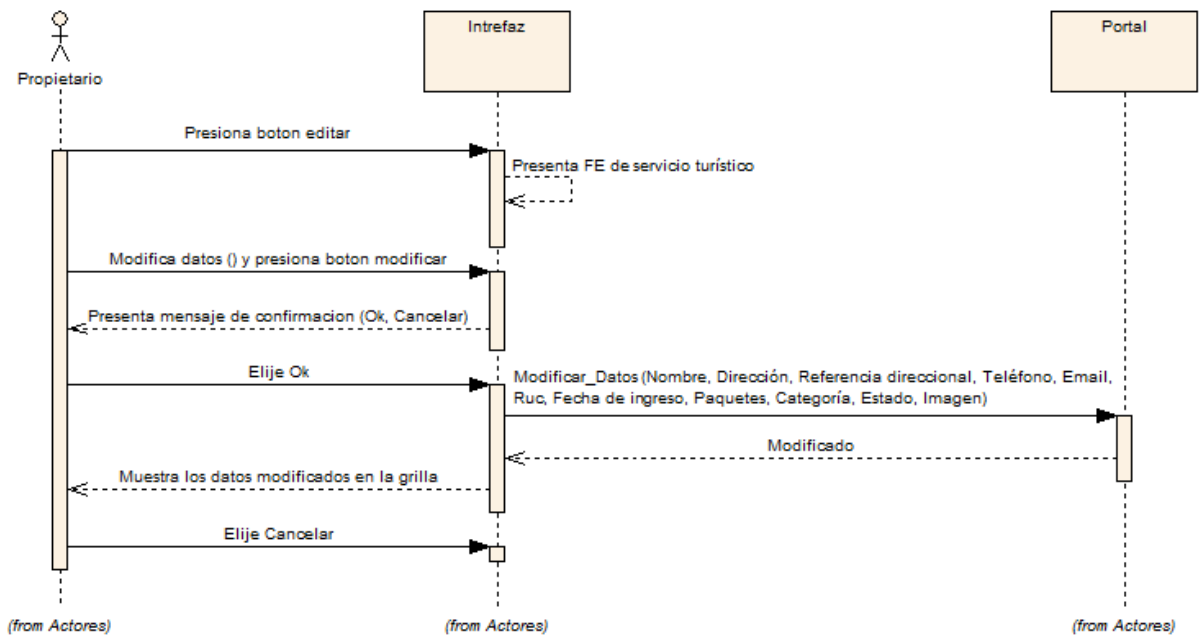 Intrefaz
Portal
Propietario
Presiona boton editar
Presenta FE de servicio turístico
Modifica datos () y presiona boton modificar
Presenta mensaje de confirmacion (Ok, Cancelar)
Elije Ok
Modificar_Datos (Nombre, Dirección, Referencia direccional, Teléfono, Email,
Ruc, Fecha de ingreso, Paquetes, Categoría, Estado, Imagen)
Modificado
Muestra los datos modificados en la grilla
Elije Cancelar
(from Actores)
(from Actores)
(from Actores)